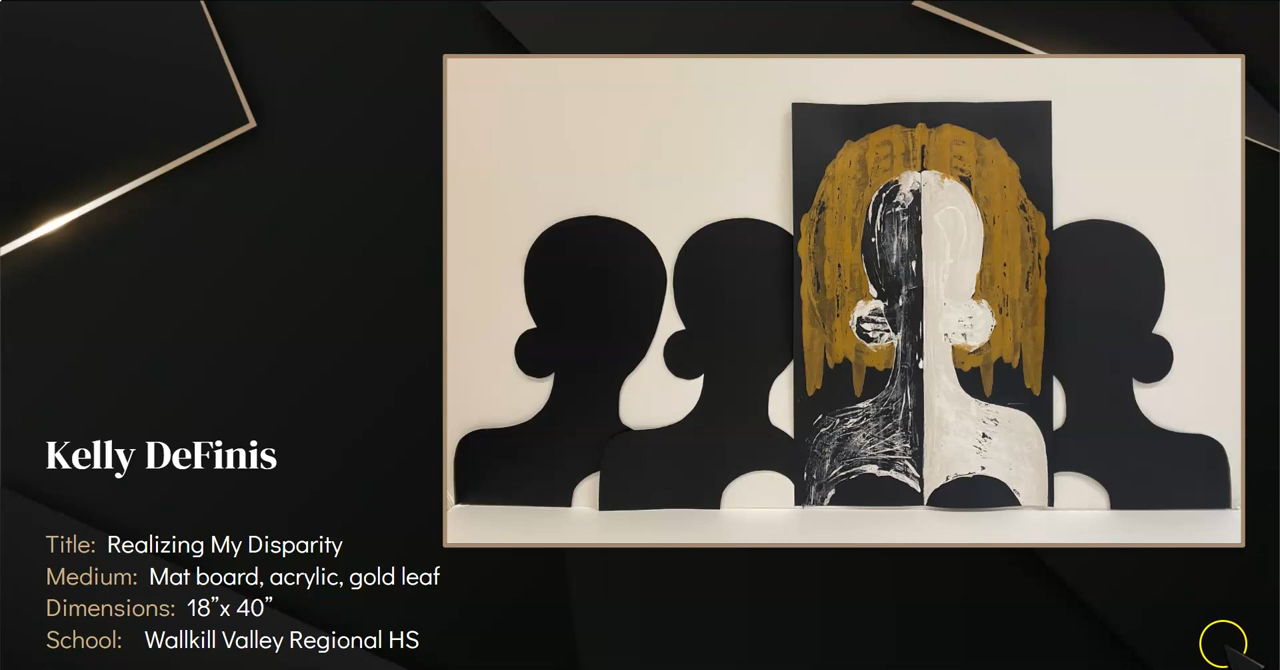 Kelly DeFinis
Title: Realizing My Disparity
Medium: Mat board, acrylic, gold leaf
Dimensions: 18”x 40”
School: Wallkill Valley Regional HS